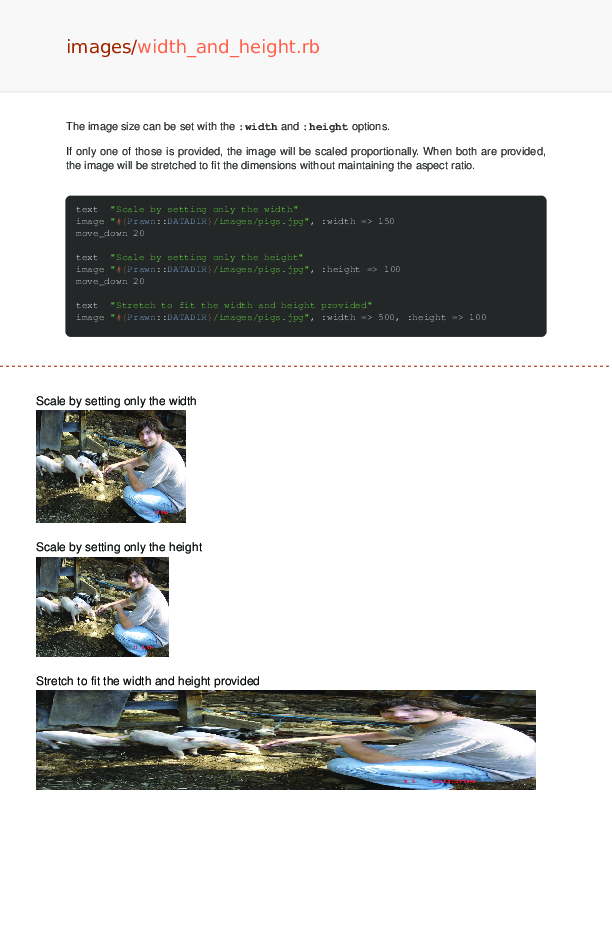 images/width_and_height.rb
The image size can be set with the :width and :height options.
If only one of those is provided, the image will be scaled proportionally. When both are provided,
the image will be stretched to fit the dimensions without maintaining the aspect ratio.
text  "Scale by setting only the width"
image "#{Prawn::DATADIR}/images/pigs.jpg", :width => 150
move_down 20
text  "Scale by setting only the height"
image "#{Prawn::DATADIR}/images/pigs.jpg", :height => 100
move_down 20
text  "Stretch to fit the width and height provided"
image "#{Prawn::DATADIR}/images/pigs.jpg", :width => 500, :height => 100
Scale by setting only the width
Scale by setting only the height
Stretch to fit the width and height provided